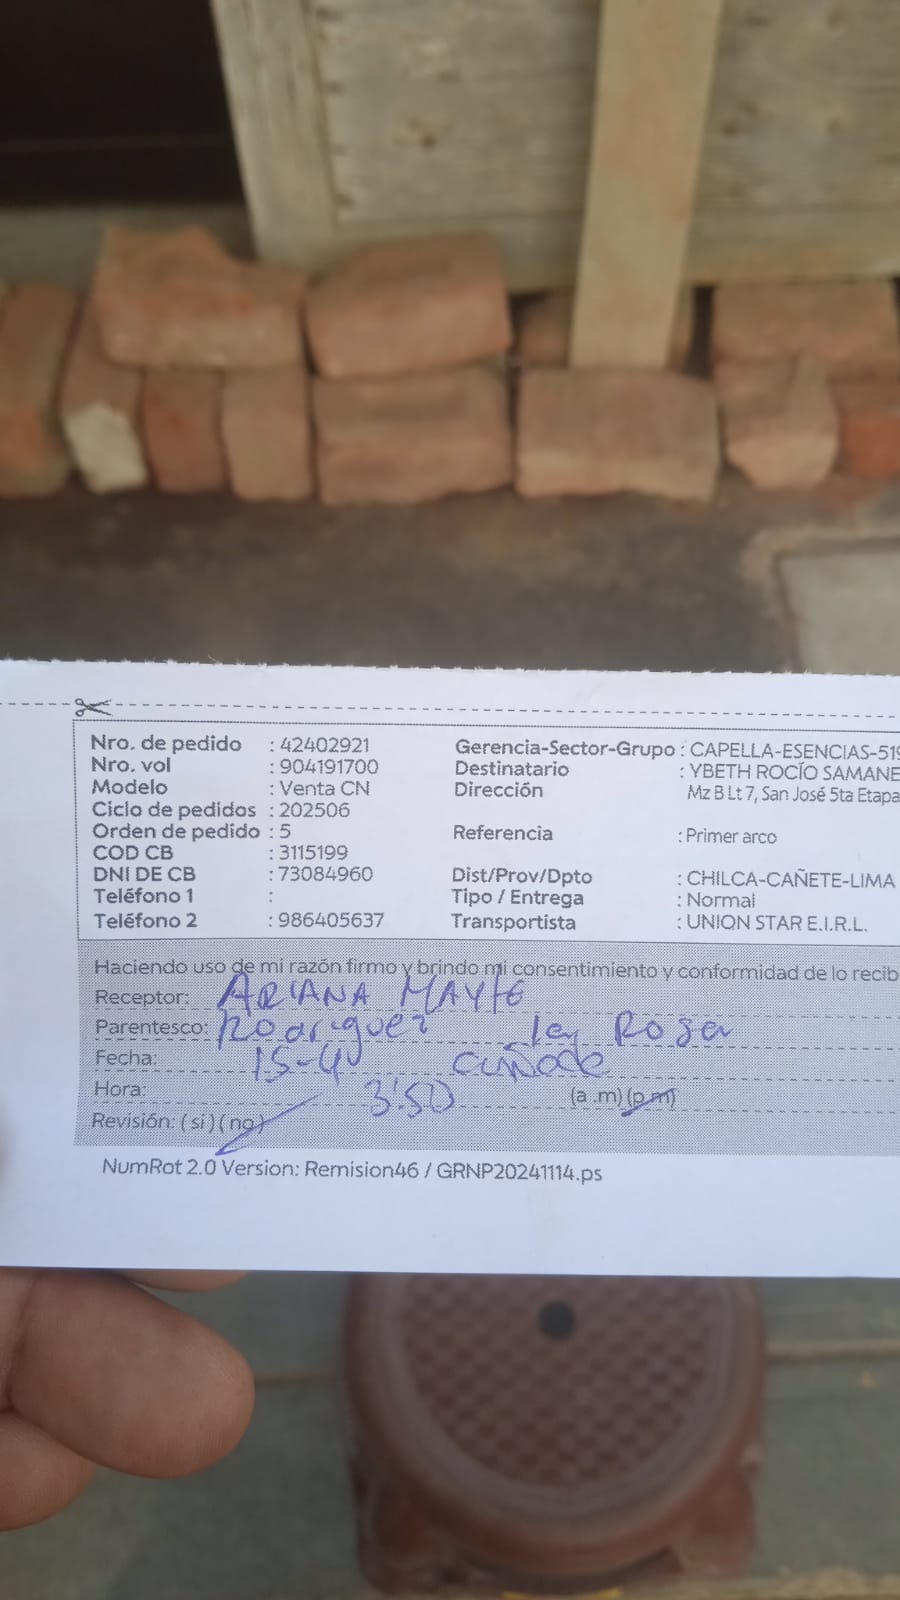 Nro. de pedido : 42402921
Nro. vol : 904191700
Modelo : Venta CN
Ciclo de pedidos : 202506
Orden de pedido : 5
COD CB : 3115199
DNI DE CB : 73084960
Teléfono 1 :
Teléfono 2 : 986405637
Gerencia-Sector-Grupo : CAPELLA-ESENCIAS-519
Destinatario : YBETH ROCÍO SAMANE
Dirección Mz B Lt 7, San José 5ta Etapa
Referencia : Primer arco
Dist/Prov/Dpto : CHILCA-CAÑETE-LIMA
Tipo / Entrega : Normal
Transportista : UNION STAR E.I.R.L.
Haciendo uso de mi razón firmo y brindo mi consentimiento y conformidad de lo recib
Receptor: ARIANA MAYTE
Parentesco: Rodriguez Rosa
Fecha: 15-4 cuñada
Hora: 3:50 (a .m) (p.m)
Revisión: ( si ) ( no )
NumRot 2.0 Version: Remision46 / GRNP20241114.ps